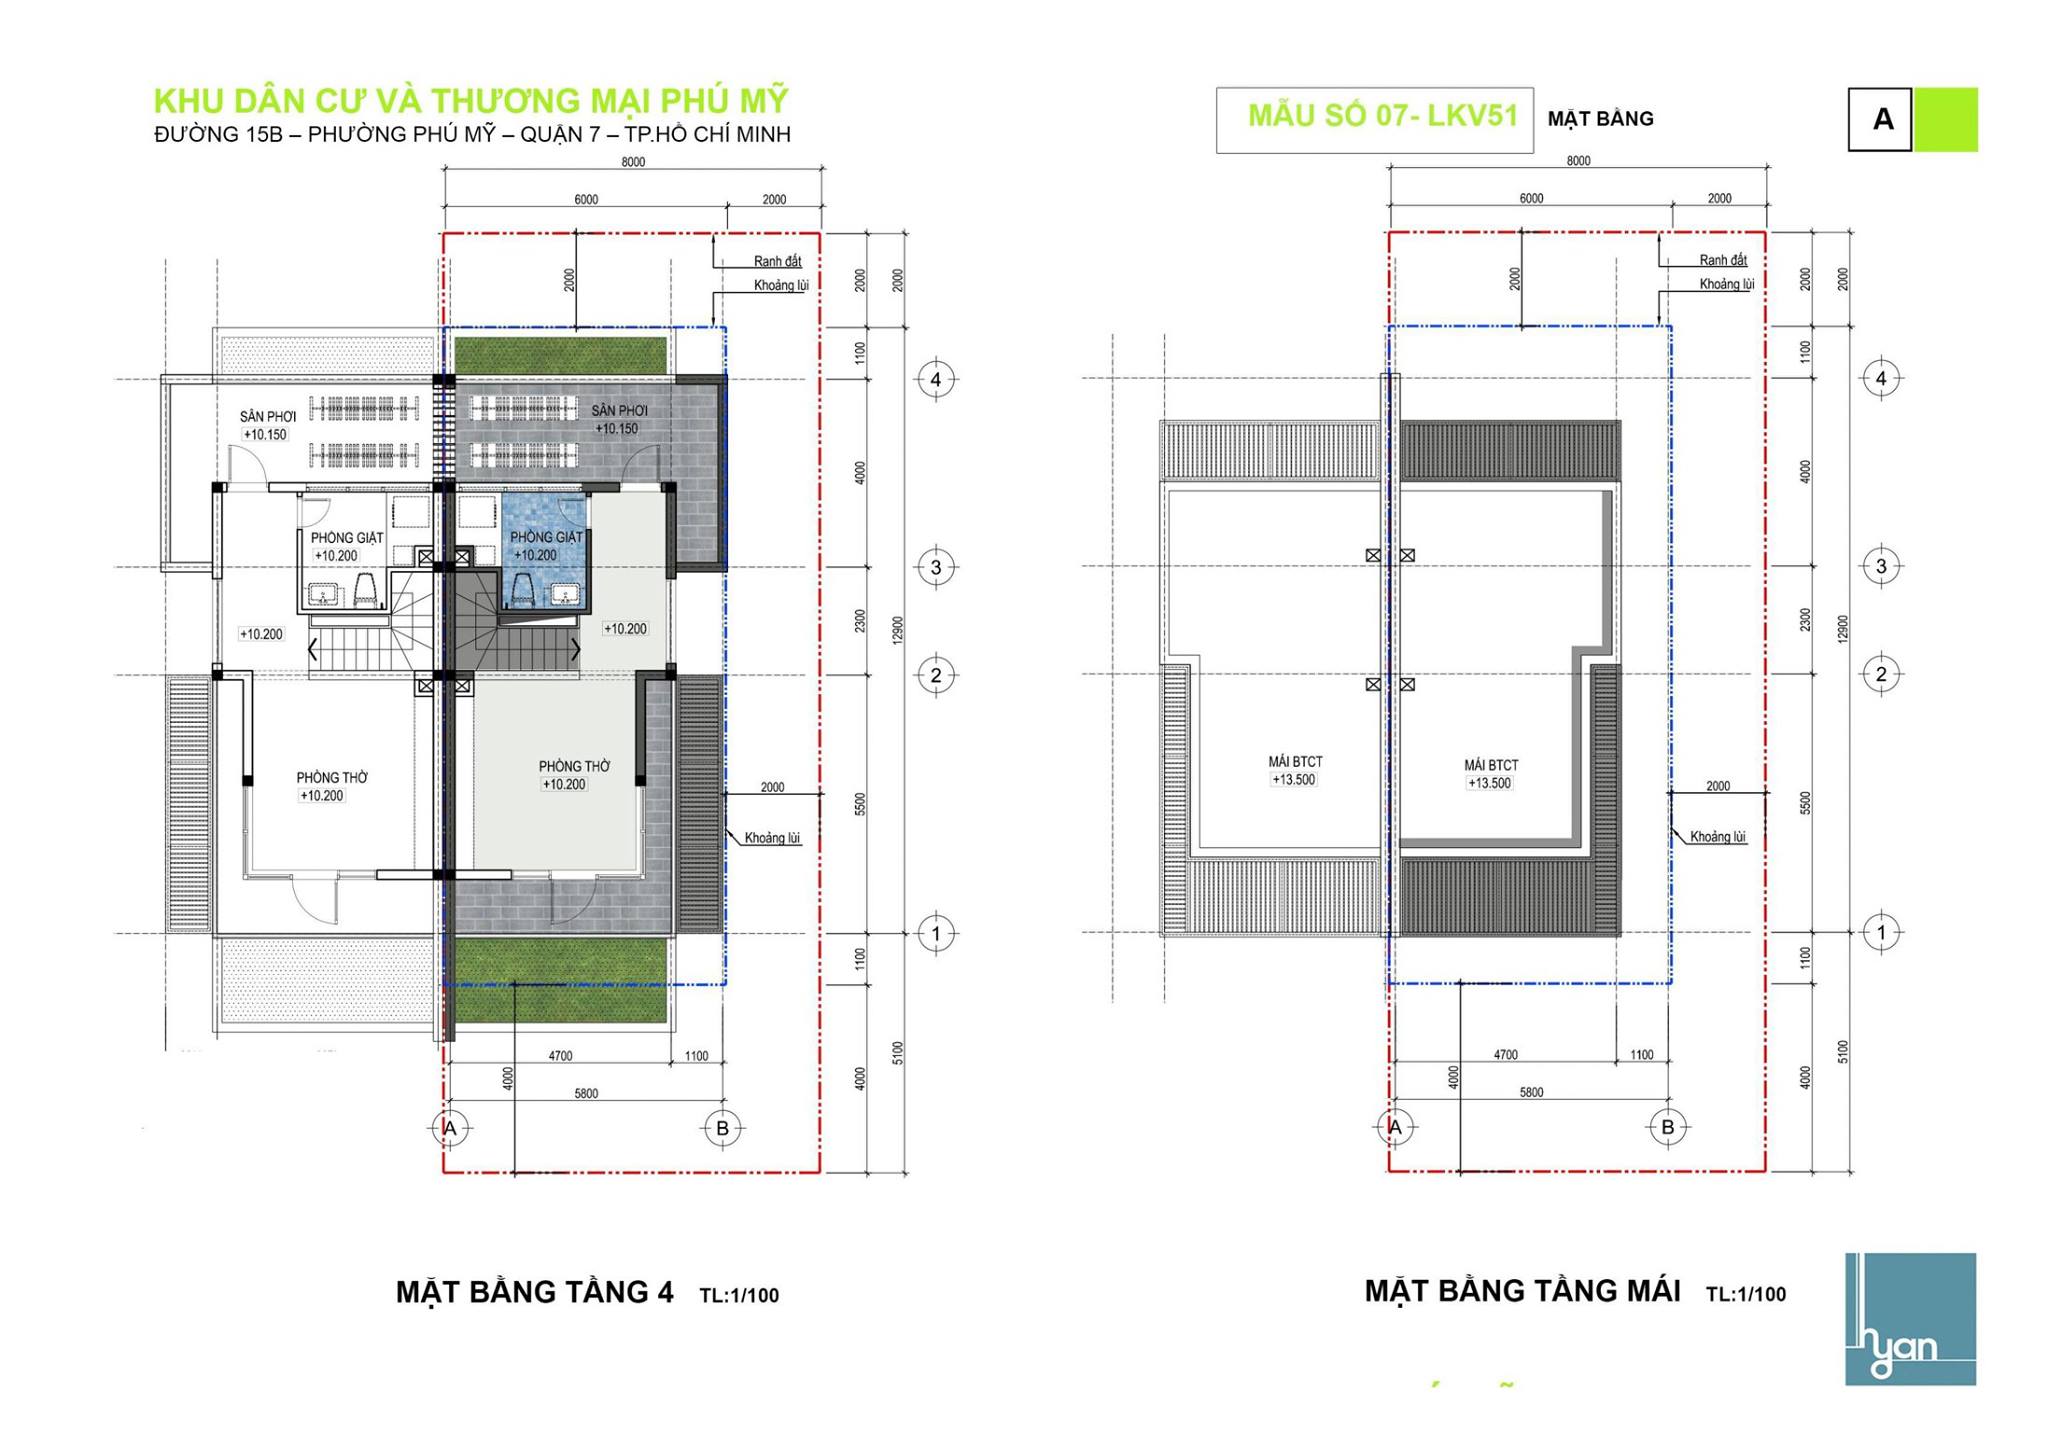 KHU DÂN CƯ VÀ THƯƠNG MẠI PHÚ MỸ
ĐƯỜNG 15B – PHƯỜNG PHÚ MỸ – QUẬN 7 – TP.HỒ CHÍ MINH
MẪU SỐ 07- LKV51
MẶT BẰNG
A
8000
6000
2000
2000
Ranh đất
Khoảng lùi
2000
2000
1100
4
SÂN PHƠI
+10.150
SÂN PHƠI
+10.150
4000
PHÒNG GIẶT
+10.200
PHÒNG GIẶT
+10.200
3
+10.200
+10.200
2300
12900
2
PHÒNG THỜ
+10.200
PHÒNG THỜ
+10.200
2000
5500
Khoảng lùi
1
1100
4700
1100
5100
4000
4000
5800
A
B
MẶT BẰNG TẦNG 4
TL:1/100
8000
6000
2000
2000
Ranh đất
Khoảng lùi
2000
2000
1100
4
4000
3
2300
12900
2
MÁI BTCT
+13.500
MÁI BTCT
+13.500
2000
5500
Khoảng lùi
1
1100
4700
1100
5100
4000
4000
5800
A
B
MẶT BẰNG TẦNG MÁI
TL:1/100
hyan